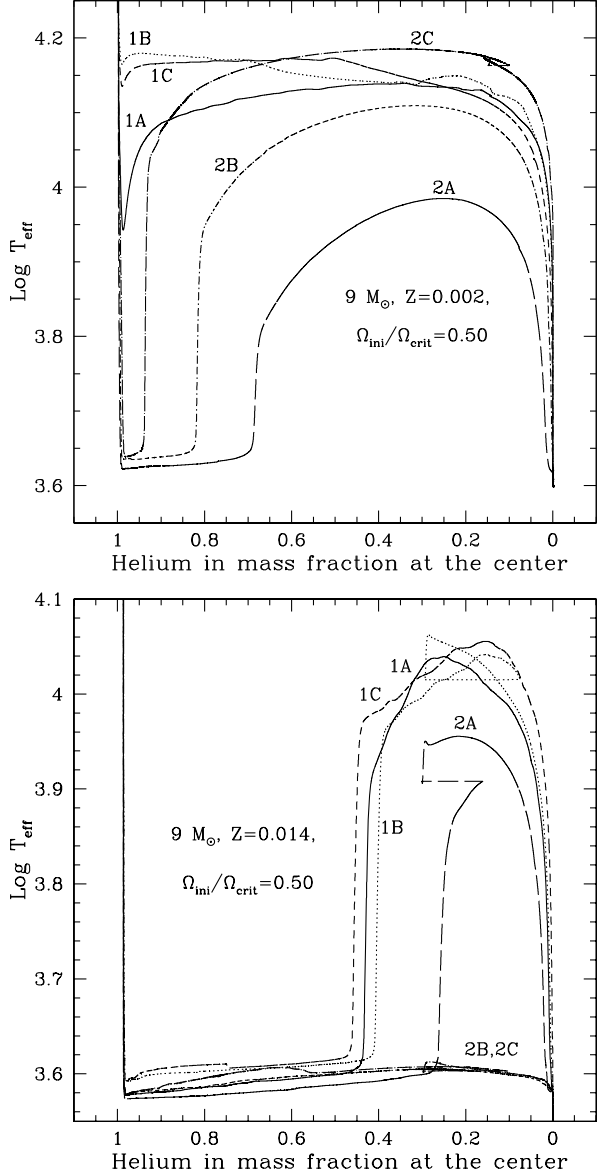 4.2
4
3.8
3.6
Log T_eff
1B
2C
1C
1A
2B
2A
9 M_⊙, Z=0.002,
Ω_ini/Ω_crit=0.50
1 0.8 0.6 0.4 0.2 0
Helium in mass fraction at the center
4.1
4
3.9
3.8
3.7
3.6
Log T_eff
1A
1C
2A
1B
9 M_⊙, Z=0.014,
Ω_ini/Ω_crit=0.50
2B,2C
1 0.8 0.6 0.4 0.2 0
Helium in mass fraction at the center